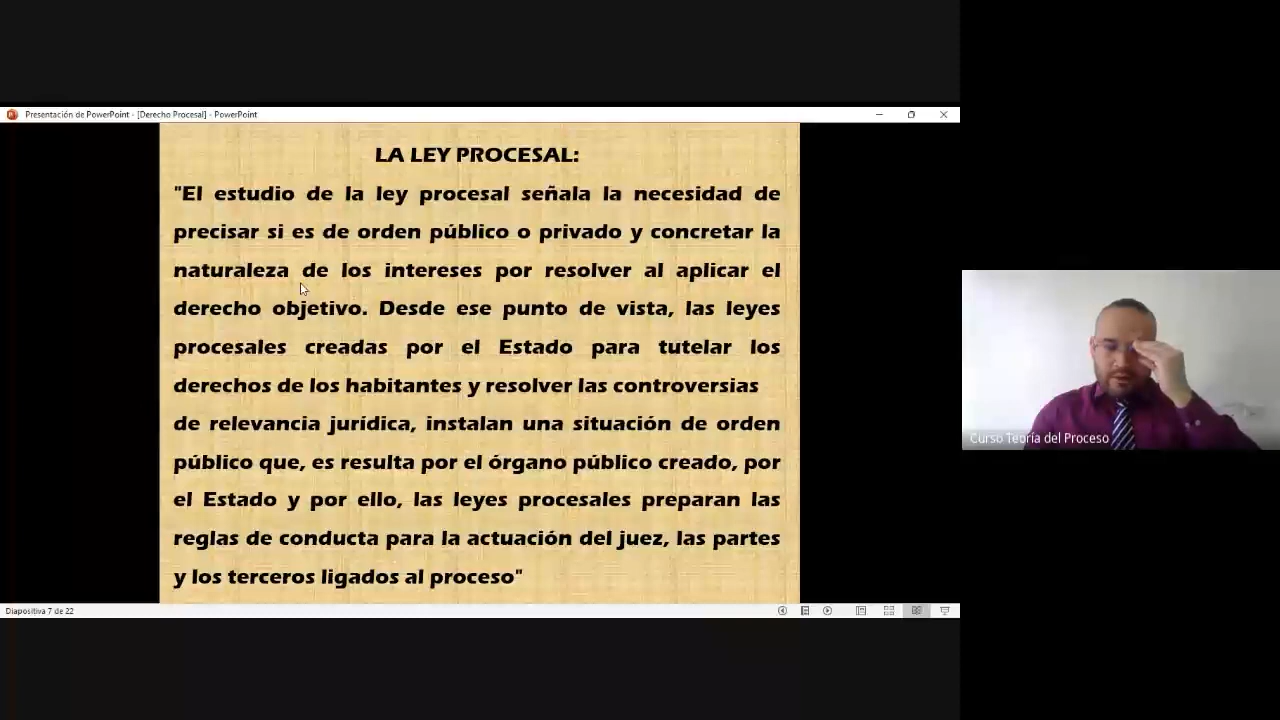 Presentación de PowerPoint - [Derecho Procesal] - PowerPoint
LA LEY PROCESAL:
"El estudio de la ley procesal señala la necesidad de
precisar si es de orden público o privado y concretar la
naturaleza de los intereses por resolver al aplicar el
derecho objetivo. Desde ese punto de vista, las leyes
procesales creadas por el Estado para tutelar los
derechos de los habitantes y resolver las controversias
de relevancia jurídica, instalan una situación de orden
público que, es resulta por el órgano público creado, por
el Estado y por ello, las leyes procesales preparan las
reglas de conducta para la actuación del juez, las partes
y los terceros ligados al proceso"
Diapositiva 7 de 22
Curso Teoría del Proceso